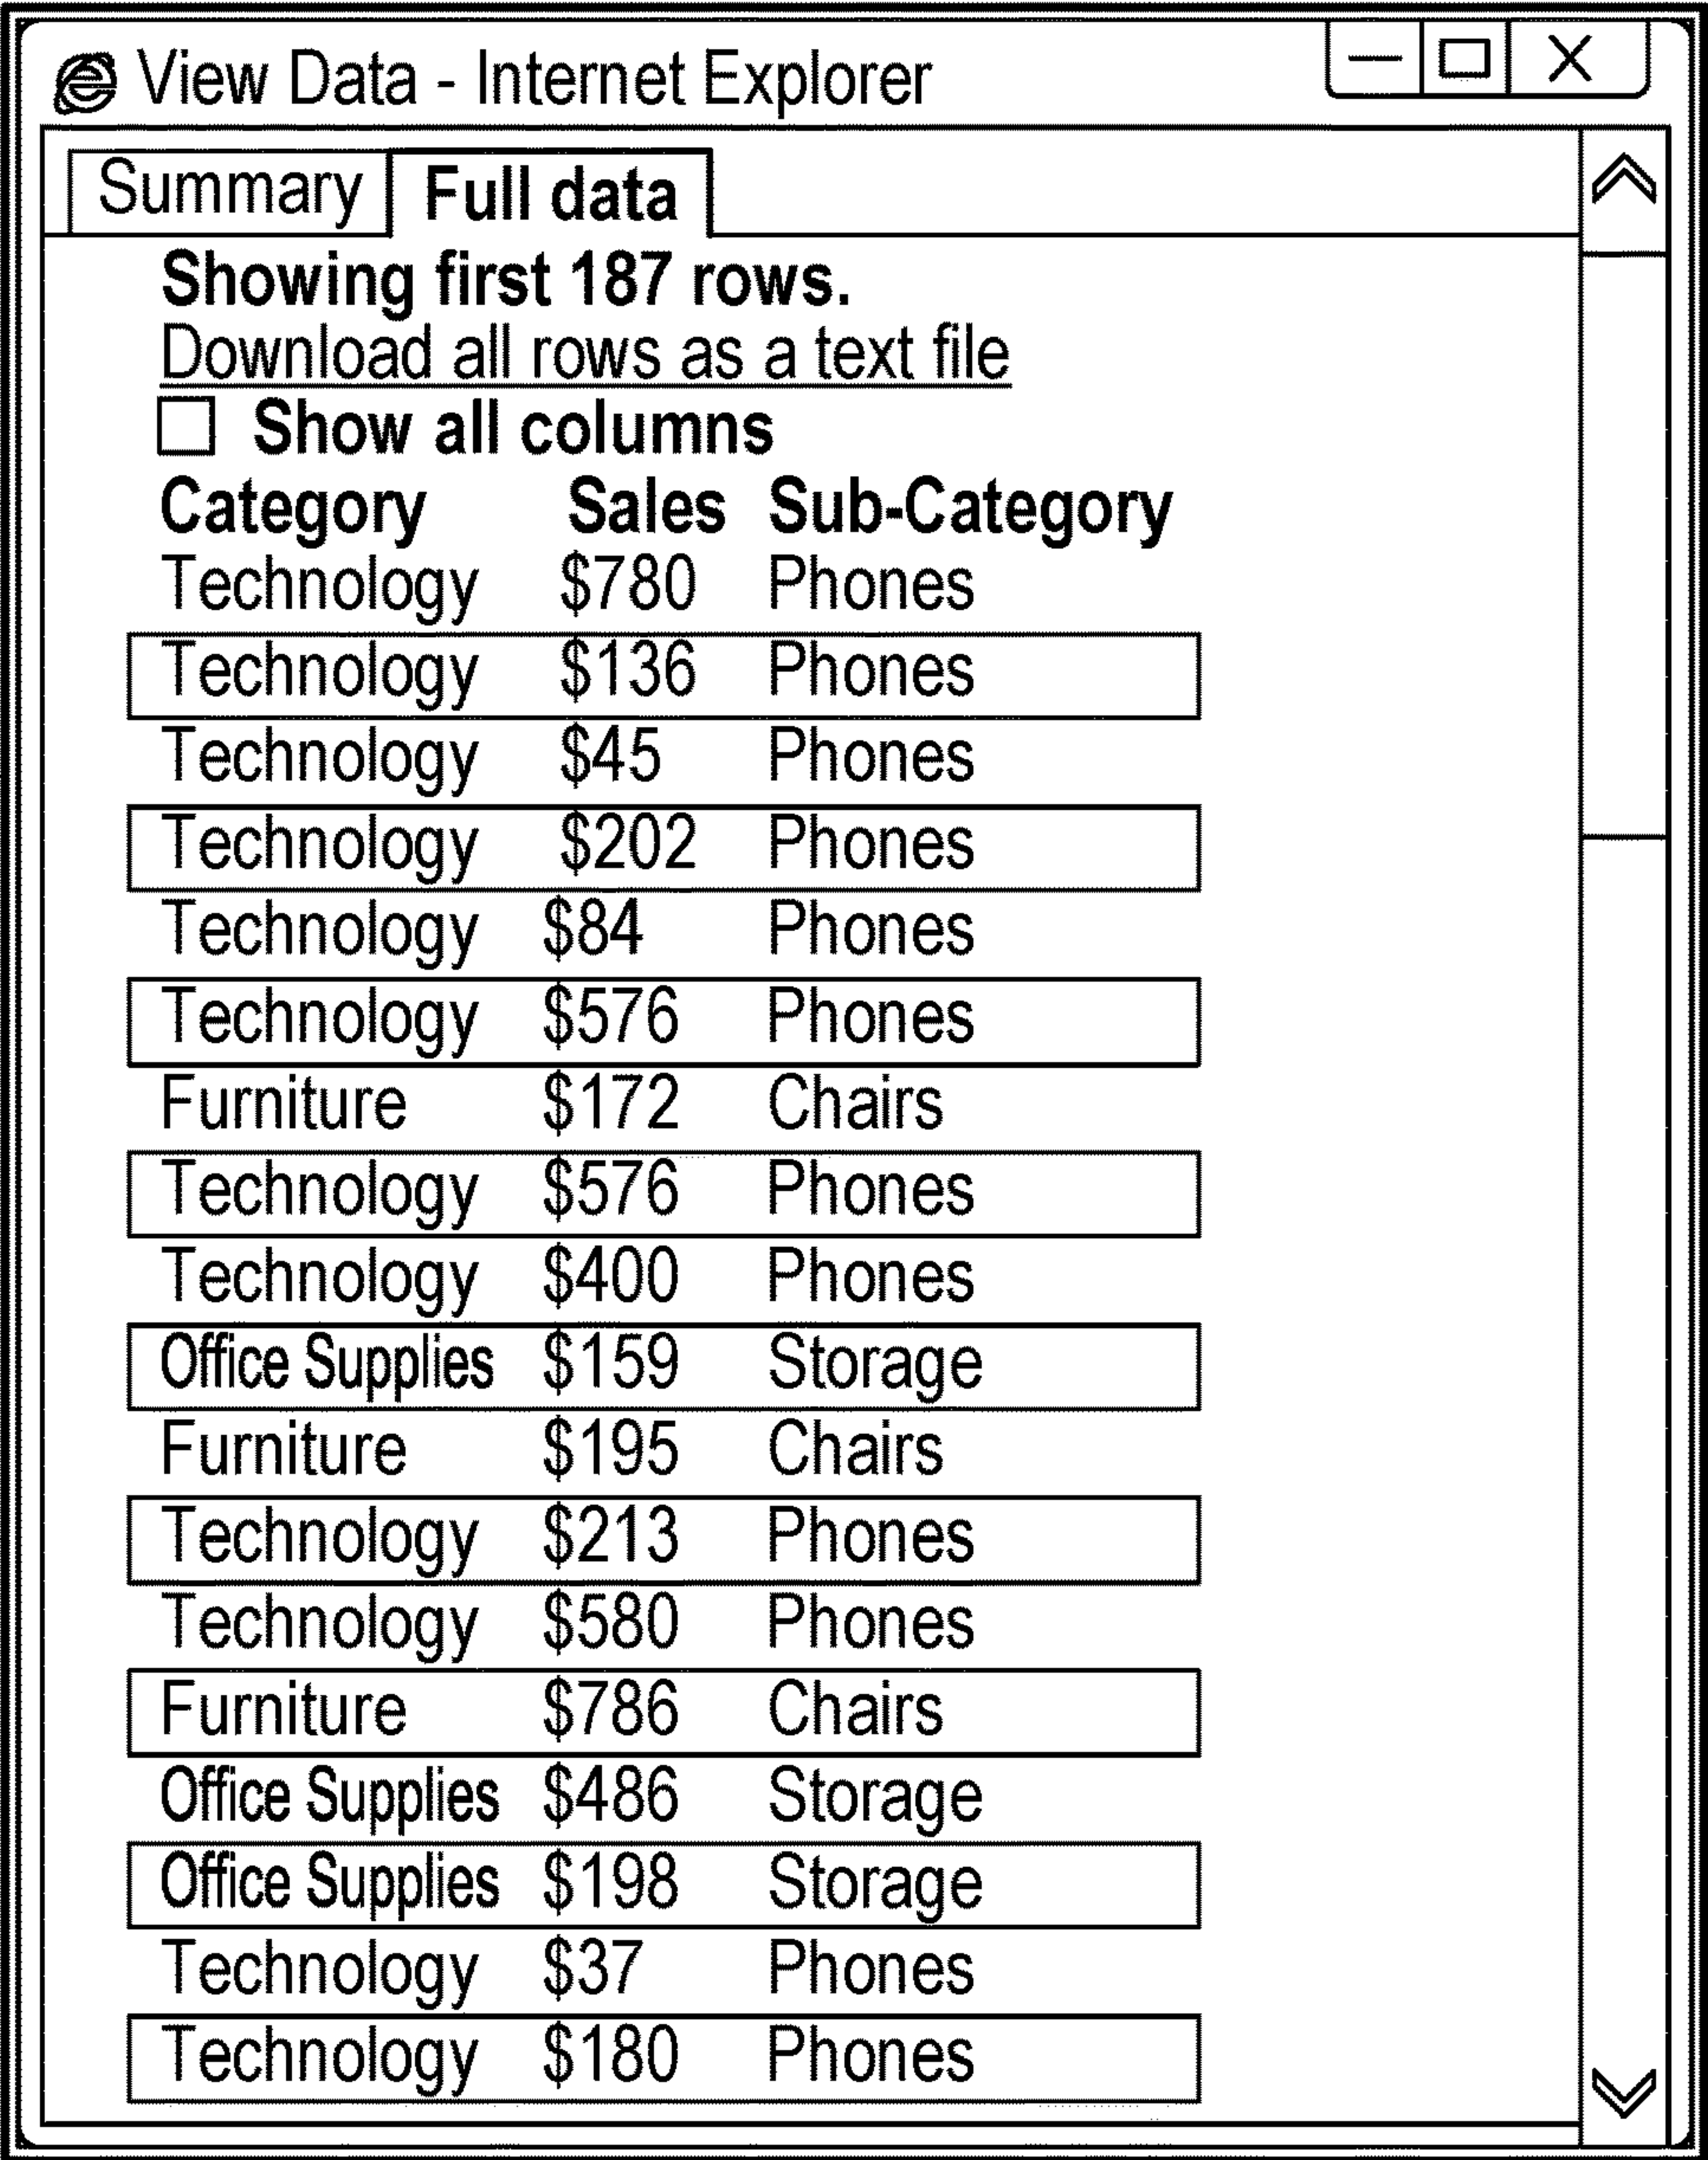 View Data - Internet Explorer
Summary Full data
Showing first 187 rows.
Download all rows as a text file
Show all columns
Category Sales Sub-Category
Technology $780 Phones
Technology $136 Phones
Technology $45 Phones
Technology $202 Phones
Technology $84 Phones
Technology $576 Phones
Furniture $172 Chairs
Technology $576 Phones
Technology $400 Phones
Office Supplies $159 Storage
Furniture $195 Chairs
Technology $213 Phones
Technology $580 Phones
Furniture $786 Chairs
Office Supplies $486 Storage
Office Supplies $198 Storage
Technology $37 Phones
Technology $180 Phones